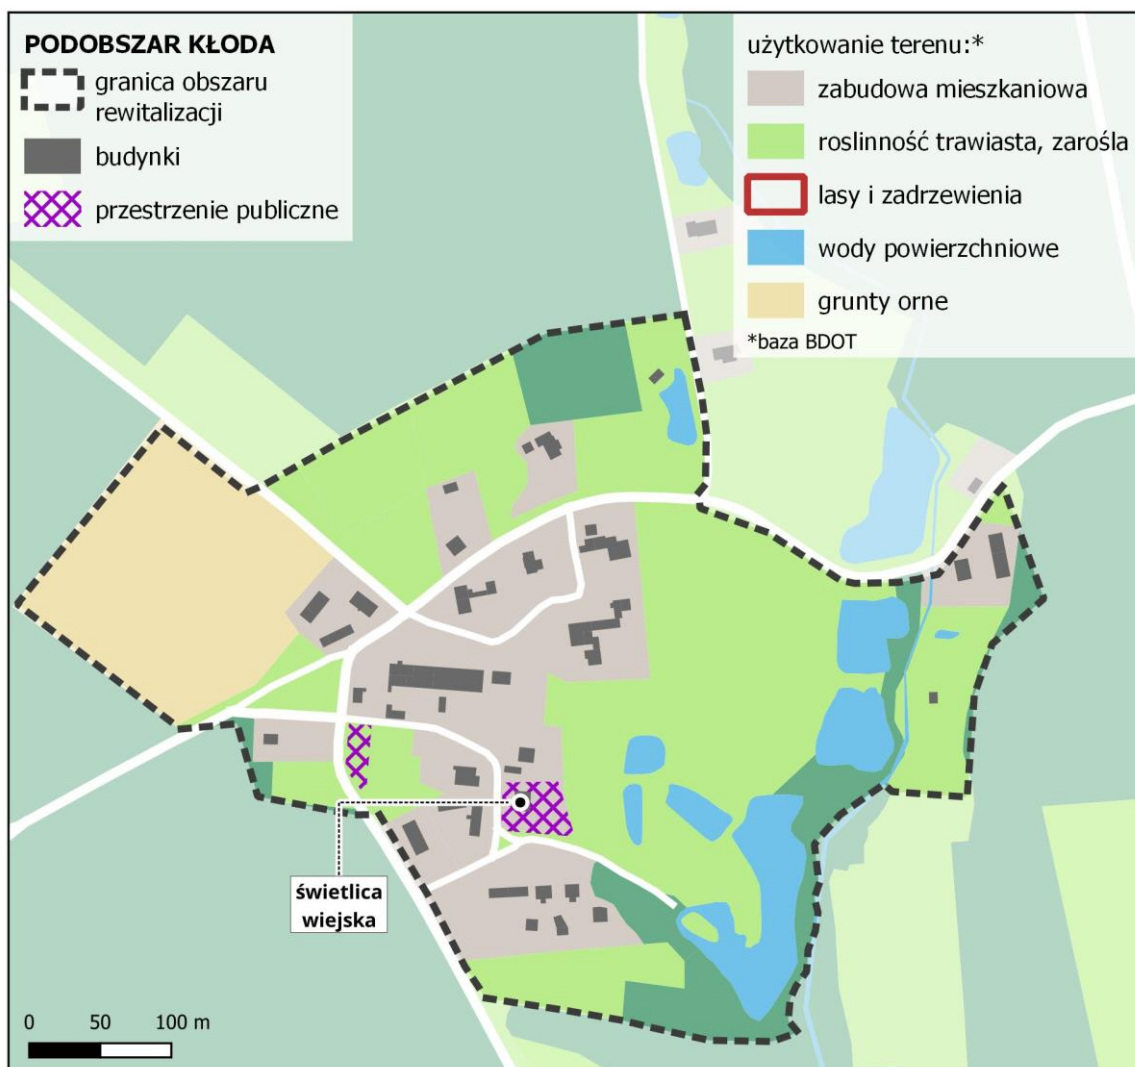 PODOBSZAR KŁODA
granica obszaru
rewitalizacji
budynki
przestrzenie publiczne
użytkowanie terenu:*
zabudowa mieszkaniowa
roslinność trawiasta, zarośla
lasy i zadrzewienia
wody powierzchniowe
grunty orne
*baza BDOT
świetlica
wiejska
0 50 100 m